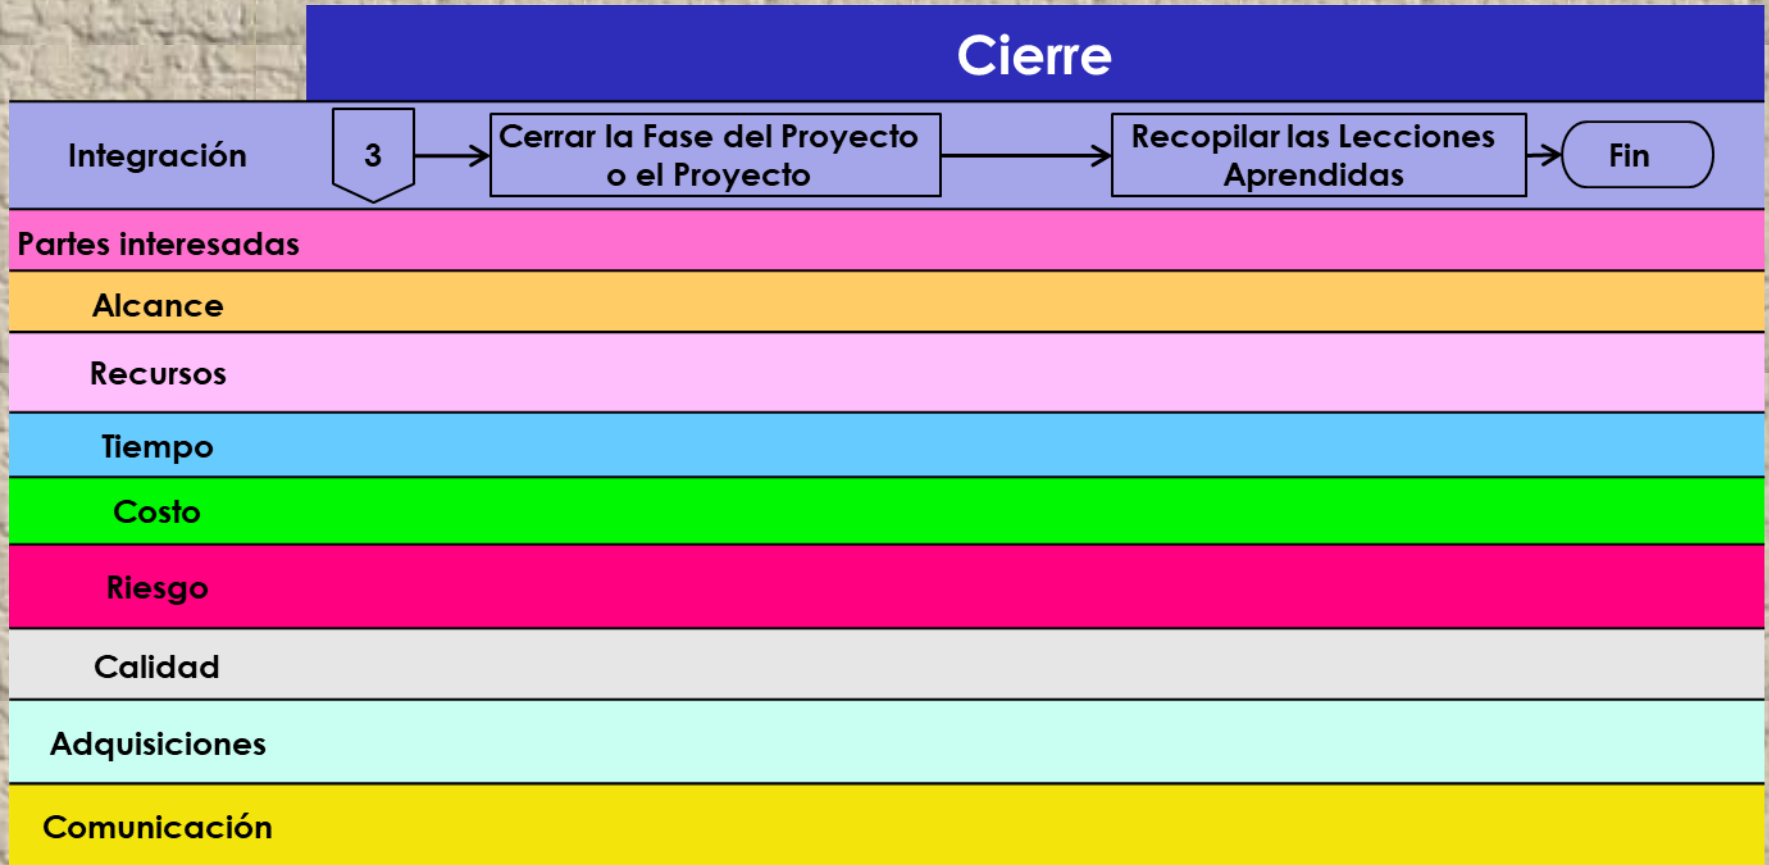 Cierre
Integración
3
Cerrar la Fase del Proyecto
o el Proyecto
Recopilar las Lecciones
Aprendidas
Fin
Partes interesadas
Alcance
Recursos
Tiempo
Costo
Riesgo
Calidad
Adquisiciones
Comunicación